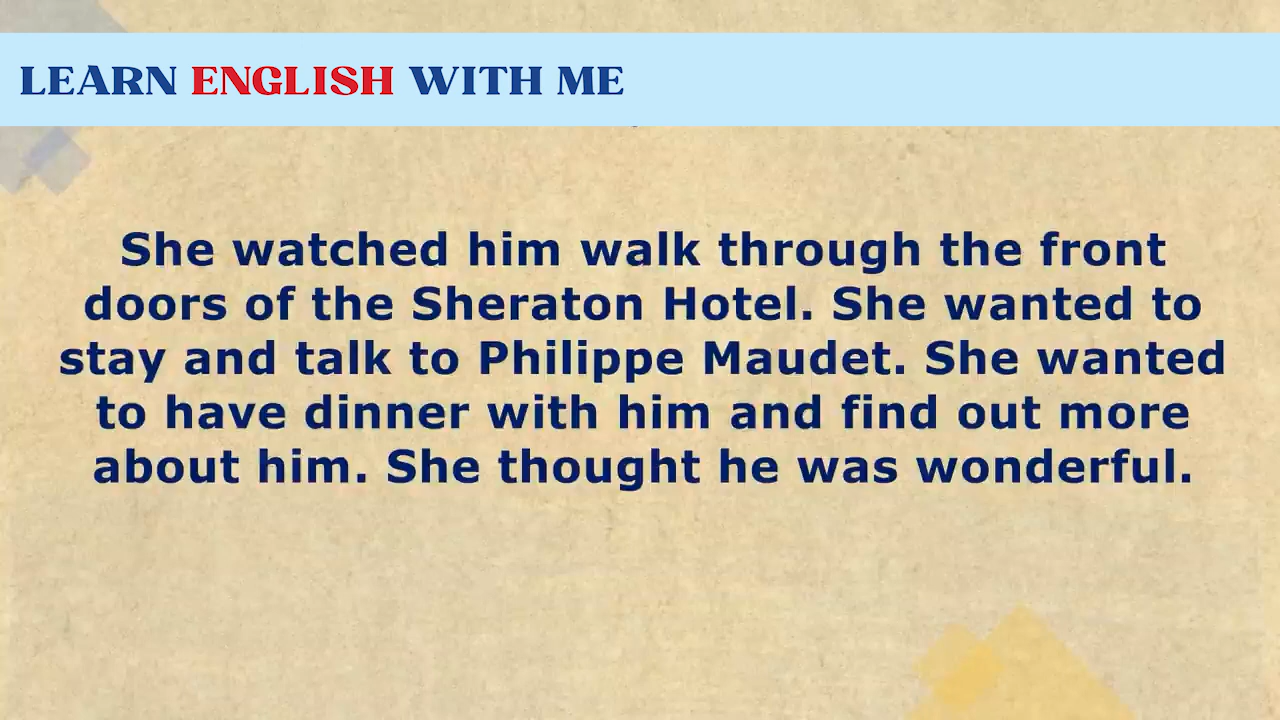 LEARN ENGLISH WITH ME
She watched him walk through the front
doors of the Sheraton Hotel. She wanted to
stay and talk to Philippe Maudet. She wanted
to have dinner with him and find out more
about him. She thought he was wonderful.